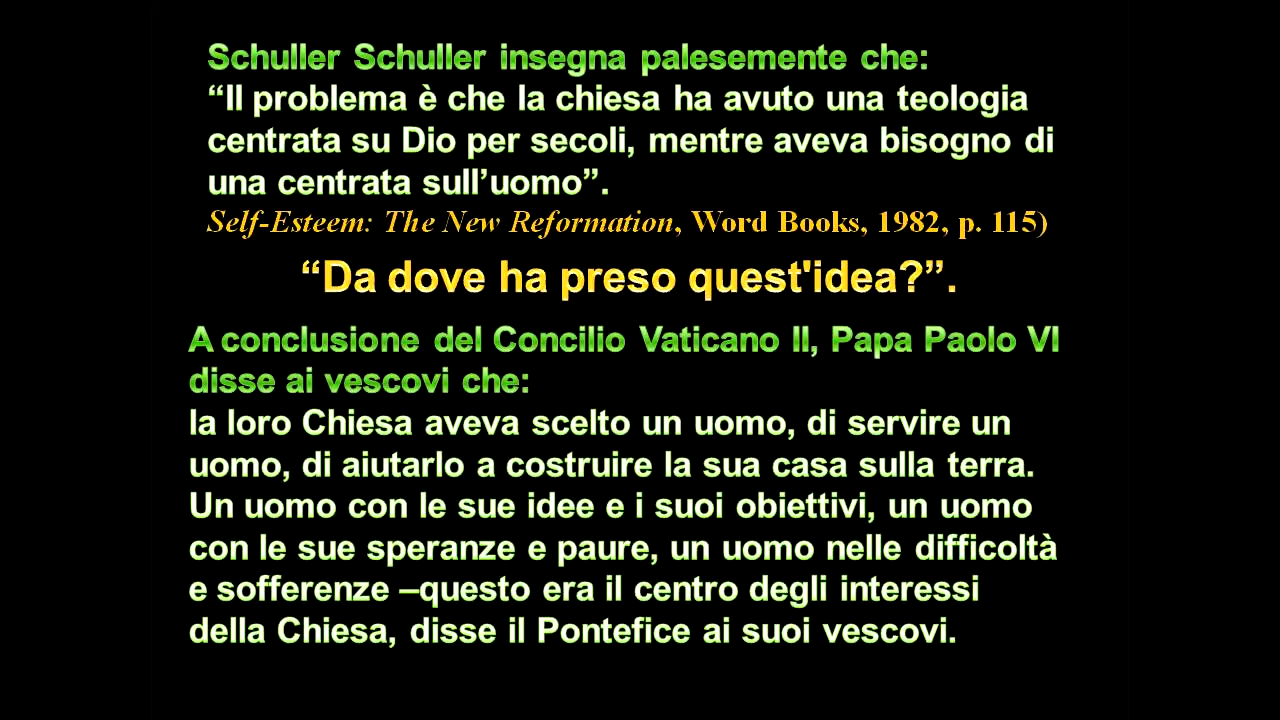 Schuller Schuller insegna palesemente che:
“Il problema è che la chiesa ha avuto una teologia
centrata su Dio per secoli, mentre aveva bisogno di
una centrata sull’uomo”.
Self-Esteem: The New Reformation, Word Books, 1982, p. 115)
“Da dove ha preso quest'idea?”.
A conclusione del Concilio Vaticano II, Papa Paolo VI
disse ai vescovi che:
la loro Chiesa aveva scelto un uomo, di servire un
uomo, di aiutarlo a costruire la sua casa sulla terra.
Un uomo con le sue idee e i suoi obiettivi, un uomo
con le sue speranze e paure, un uomo nelle difficoltà
e sofferenze –questo era il centro degli interessi
della Chiesa, disse il Pontefice ai suoi vescovi.